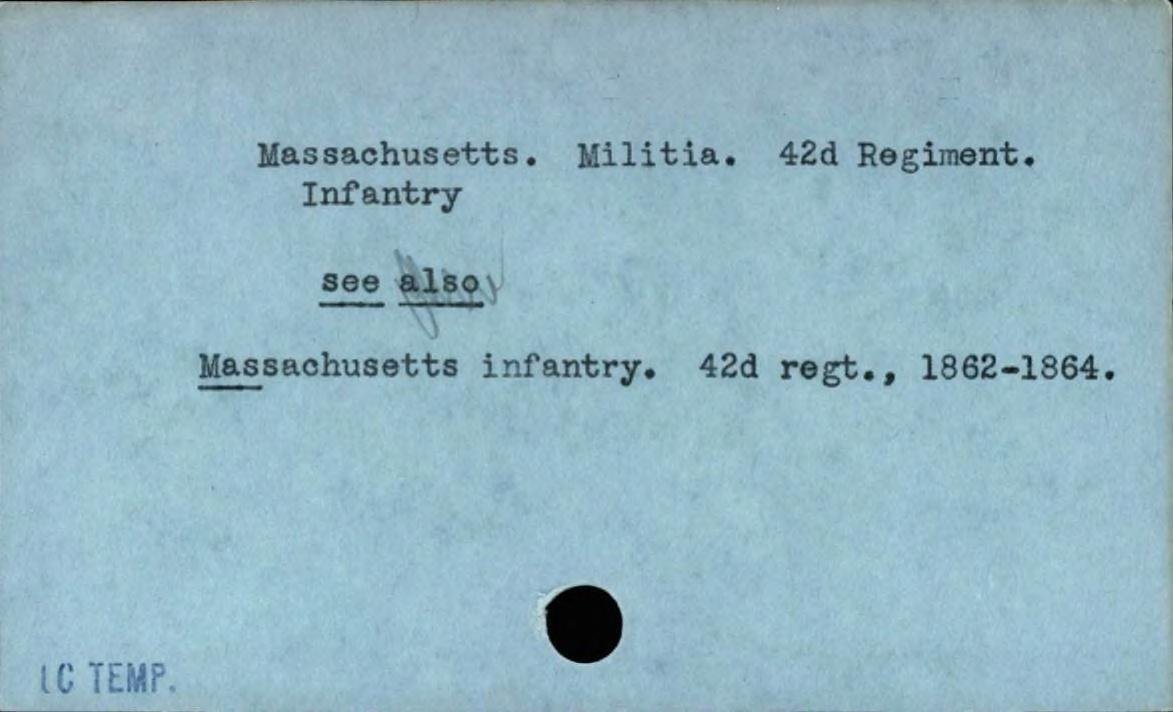 Massachusetts. Militia. 42d Regiment.
Infantry
see also
Massachusetts infantry. 42d regt., 1862-1864.
LC TEMP.